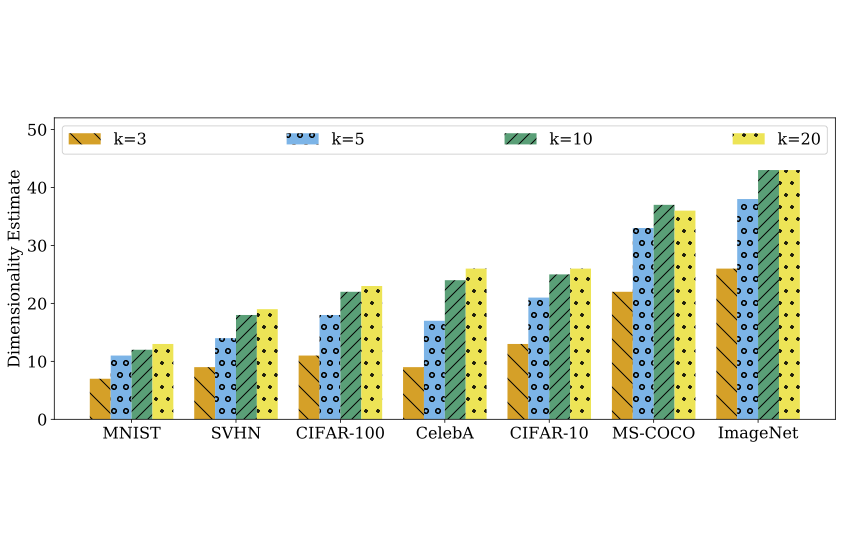 Dimensionality Estimate
50
40
30
20
10
0
k=3 k=5 k=10 k=20
MNIST SVHN CIFAR-100 CelebA CIFAR-10 MS-COCO ImageNet